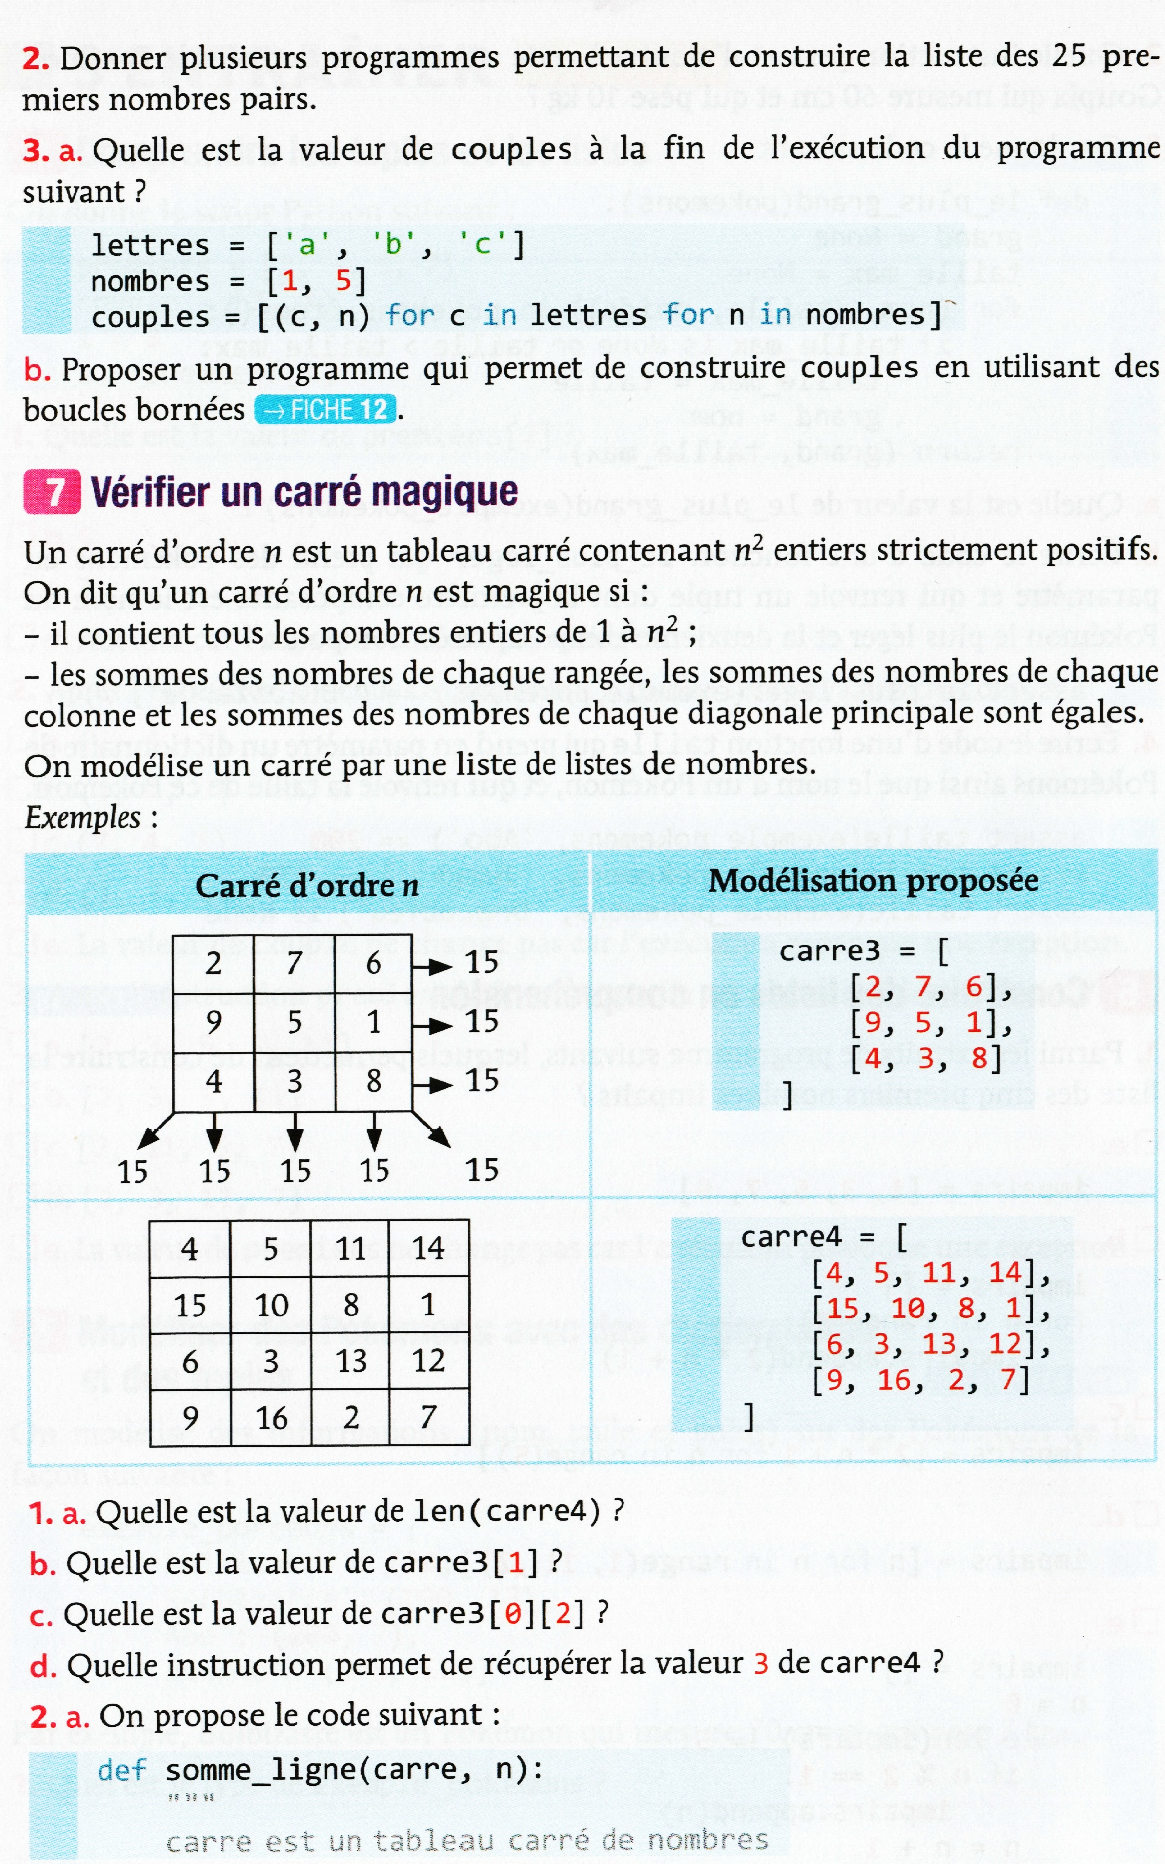 2. Donner plusieurs programmes permettant de construire la liste des 25 pre-
miers nombres pairs.
3. a. Quelle est la valeur de couples à la fin de l'exécution du programme
suivant ?
lettres = ['a', 'b', 'c']
nombres = [1, 5]
couples = [(c, n) for c in lettres for n in nombres]
b. Proposer un programme qui permet de construire couples en utilisant des
boucles bornées → FICHE 12 .
7 Vérifier un carré magique
Un carré d'ordre n est un tableau carré contenant n² entiers strictement positifs.
On dit qu'un carré d'ordre n est magique si :
– il contient tous les nombres entiers de 1 à n² ;
– les sommes des nombres de chaque rangée, les sommes des nombres de chaque
colonne et les sommes des nombres de chaque diagonale principale sont égales.
On modélise un carré par une liste de listes de nombres.
Exemples :
Carré d'ordre n
Modélisation proposée
2 7 6 15
9 5 1 15
4 3 8 15
15 15 15 15 15
carre3 = [
[2, 7, 6],
[9, 5, 1],
[4, 3, 8]
]
4 5 11 14
15 10 8 1
6 3 13 12
9 16 2 7
carre4 = [
[4, 5, 11, 14],
[15, 10, 8, 1],
[6, 3, 13, 12],
[9, 16, 2, 7]
]
1. a. Quelle est la valeur de len(carre4) ?
b. Quelle est la valeur de carre3[1] ?
c. Quelle est la valeur de carre3[0][2] ?
d. Quelle instruction permet de récupérer la valeur 3 de carre4 ?
2. a. On propose le code suivant :
def somme_ligne(carre, n):
"""
carre est un tableau carré de nombres